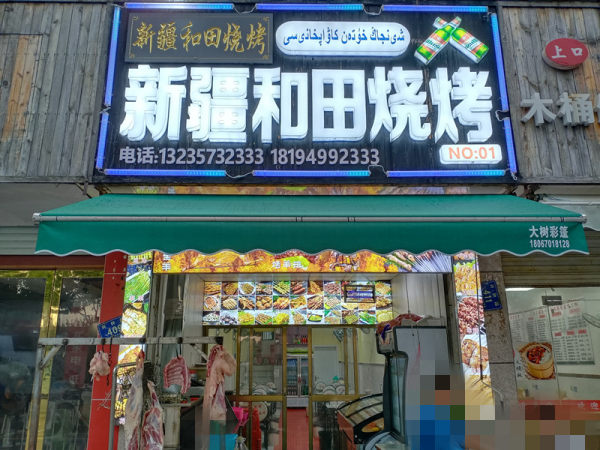 新疆和田烧烤
شىنجاڭ خوتەن كاۋاپخانىسى
新疆和田烧烤
电话:13235732333 18194992333
NO:01
上口
木桶
大树彩篷
18067018128